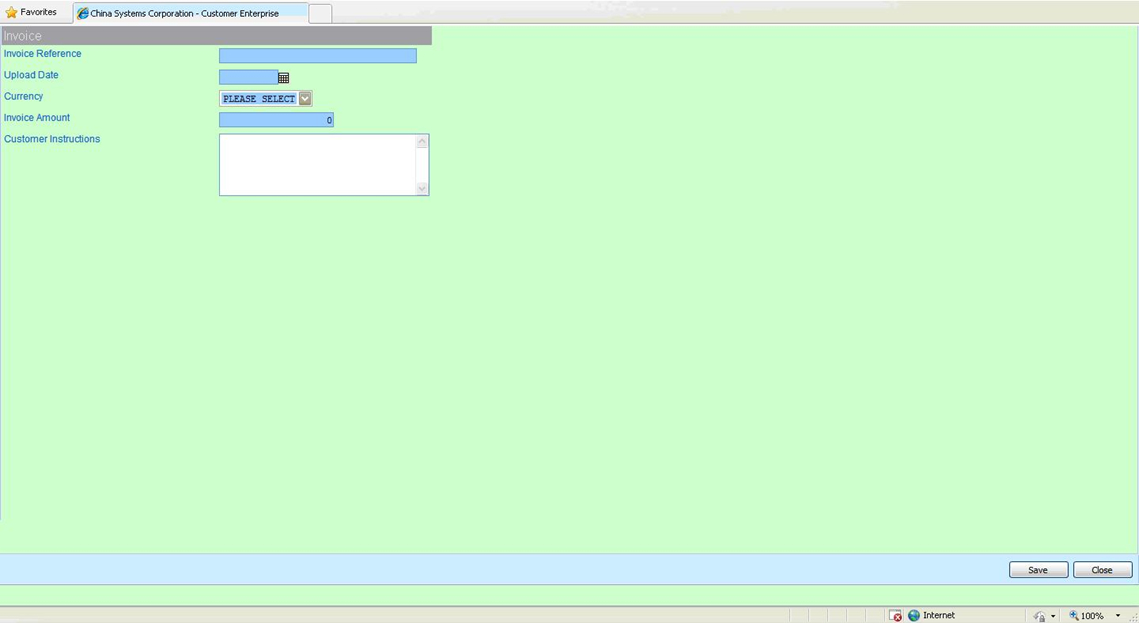 Favorites
China Systems Corporation - Customer Enterprise
Invoice
Invoice Reference
Upload Date
Currency
PLEASE SELECT
Invoice Amount
0
Customer Instructions
Save
Close
Internet
100%